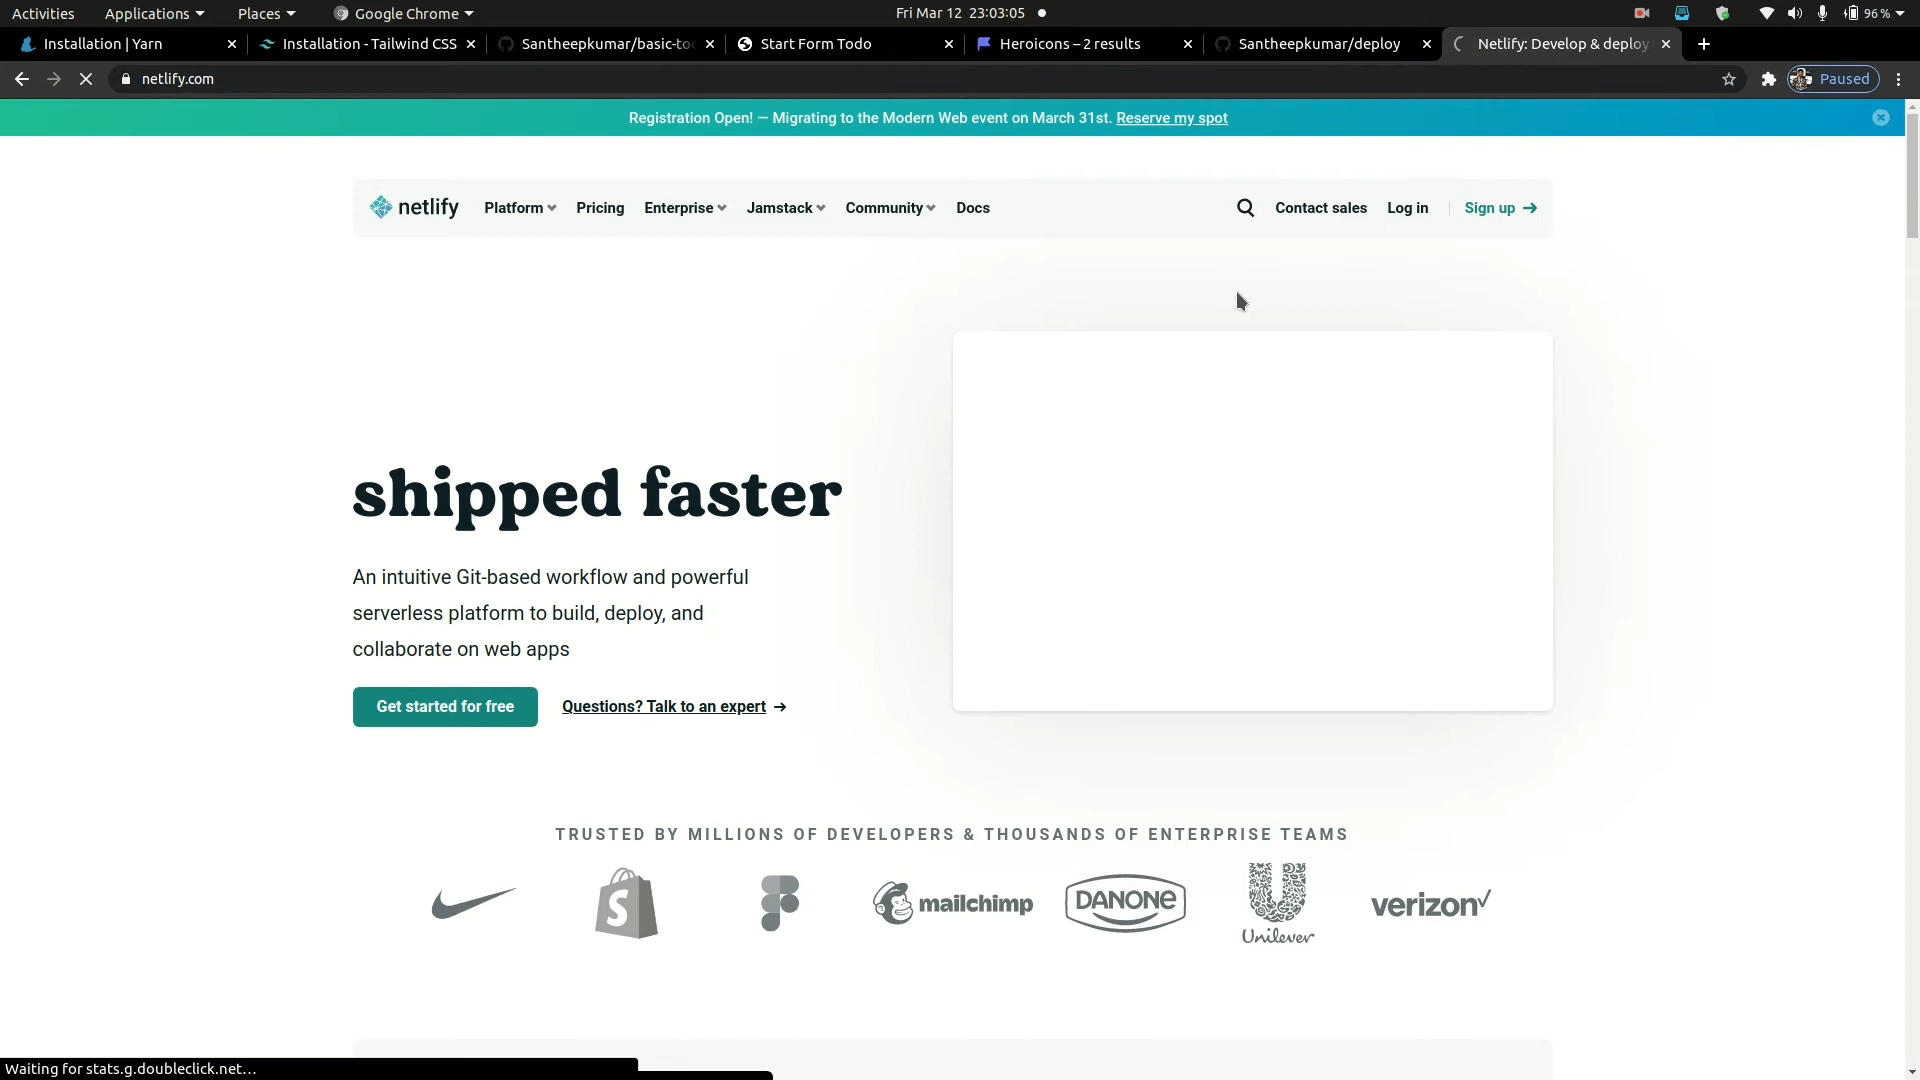 Activities Applications Places Google Chrome Fri Mar 12 23:03:05 96 %
Installation | Yarn Installation - Tailwind CSS Santheepkumar/basic-too Start Form Todo Heroicons – 2 results Santheepkumar/deploy Netlify: Develop & deploy
netlify.com Paused
Registration Open! — Migrating to the Modern Web event on March 31st. Reserve my spot
netlify Platform Pricing Enterprise Jamstack Community Docs Contact sales Log in Sign up →
shipped faster
An intuitive Git-based workflow and powerful
serverless platform to build, deploy, and
collaborate on web apps
Get started for free Questions? Talk to an expert →
TRUSTED BY MILLIONS OF DEVELOPERS & THOUSANDS OF ENTERPRISE TEAMS
mailchimp DANONE Unilever verizon✓
Waiting for stats.g.doubleclick.net...